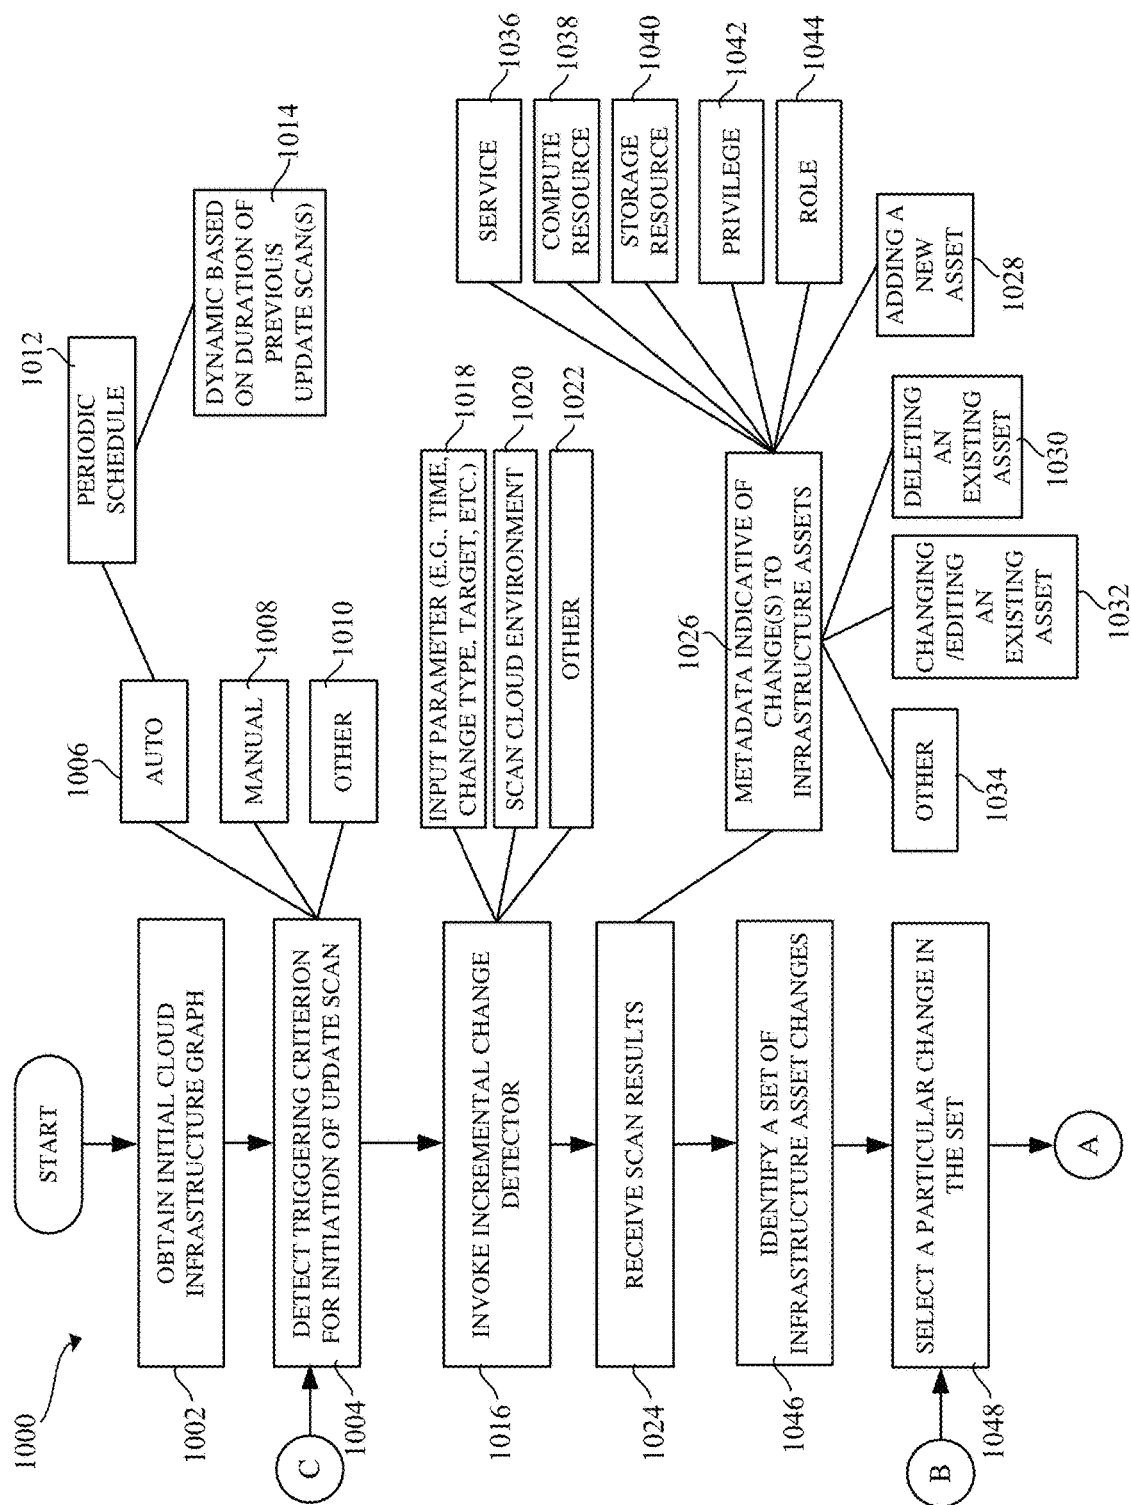 1000
START
OBTAIN INITIAL CLOUD
INFRASTRUCTURE GRAPH
1002
C
DETECT TRIGGERING CRITERION
FOR INITIATION OF UPDATE SCAN
1004
1006
AUTO
MANUAL
1008
OTHER
1010
1012
PERIODIC
SCHEDULE
DYNAMIC BASED
ON DURATION OF
PREVIOUS
UPDATE SCAN(S)
1014
INVOKE INCREMENTAL CHANGE
DETECTOR
1016
INPUT PARAMETER (E.G., TIME,
CHANGE TYPE, TARGET, ETC.)
1018
SCAN CLOUD ENVIRONMENT
1020
OTHER
1022
RECEIVE SCAN RESULTS
1024
1026
METADATA INDICATIVE OF
CHANGE(S) TO
INFRASTRUCTURE ASSETS
SERVICE
1036
COMPUTE
RESOURCE
1038
STORAGE
RESOURCE
1040
PRIVILEGE
1042
ROLE
1044
ADDING A
NEW
ASSET
1028
DELETING
AN
EXISTING
ASSET
1030
CHANGING
/EDITING
AN
EXISTING
ASSET
1032
OTHER
1034
IDENTIFY A SET OF
INFRASTRUCTURE ASSET CHANGES
1046
B
SELECT A PARTICULAR CHANGE IN
THE SET
1048
A